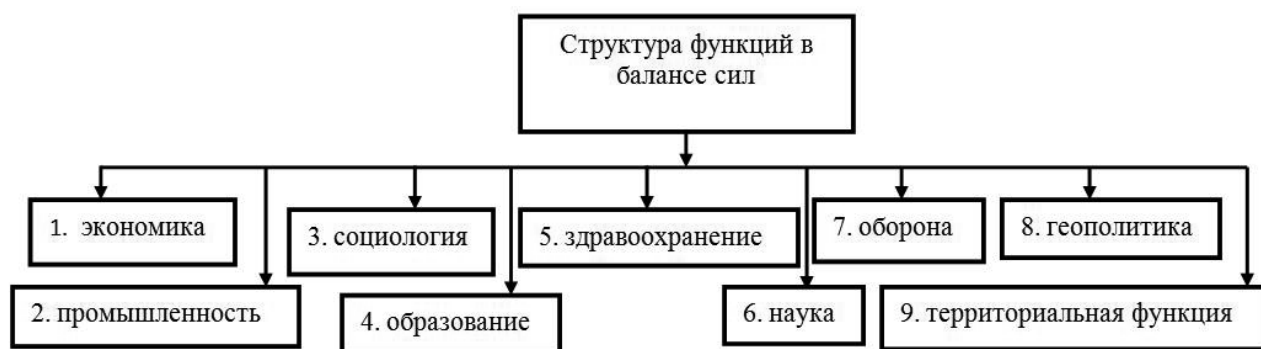 Структура функций в
балансе сил
1. экономика
2. промышленность
3. социология
4. образование
5. здравоохранение
6. наука
7. оборона
8. геополитика
9. территориальная функция